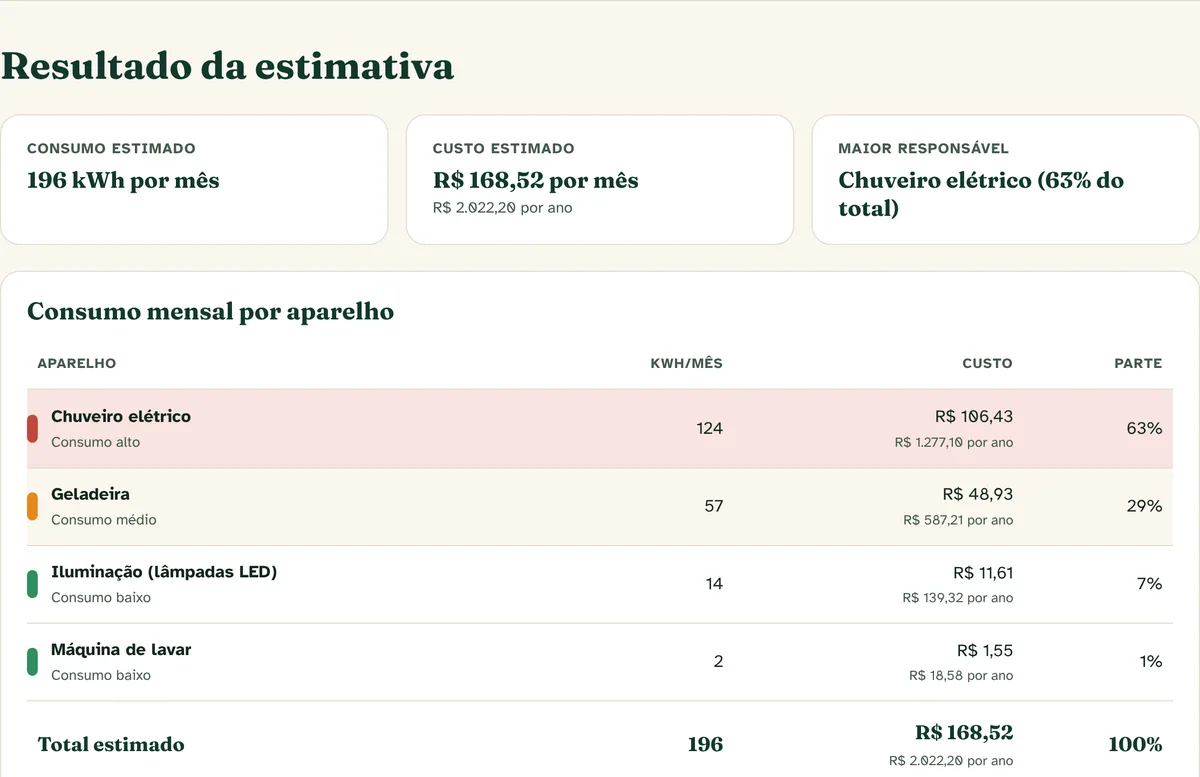 Resultado da estimativa
CONSUMO ESTIMADO
196 kWh por mês
CUSTO ESTIMADO
R$ 168,52 por mês
R$ 2.022,20 por ano
MAIOR RESPONSÁVEL
Chuveiro elétrico (63% do
total)
Consumo mensal por aparelho
APARELHO KWH/MÊS CUSTO PARTE
Chuveiro elétrico
Consumo alto
124
R$ 106,43
R$ 1.277,10 por ano
63%
Geladeira
Consumo médio
57
R$ 48,93
R$ 587,21 por ano
29%
Iluminação (lâmpadas LED)
Consumo baixo
14
R$ 11,61
R$ 139,32 por ano
7%
Máquina de lavar
Consumo baixo
2
R$ 1,55
R$ 18,58 por ano
1%
Total estimado
196
R$ 168,52
R$ 2.022,20 por ano
100%